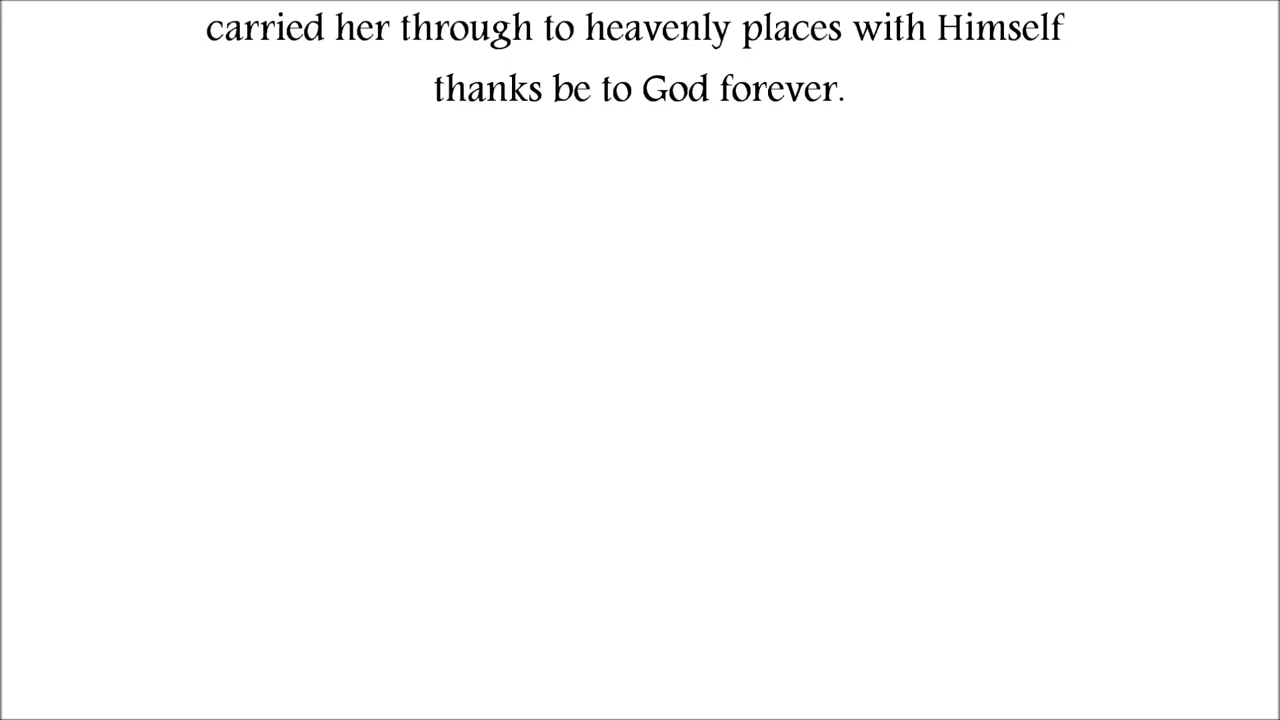 carried her through to heavenly places with Himself
thanks be to God forever.